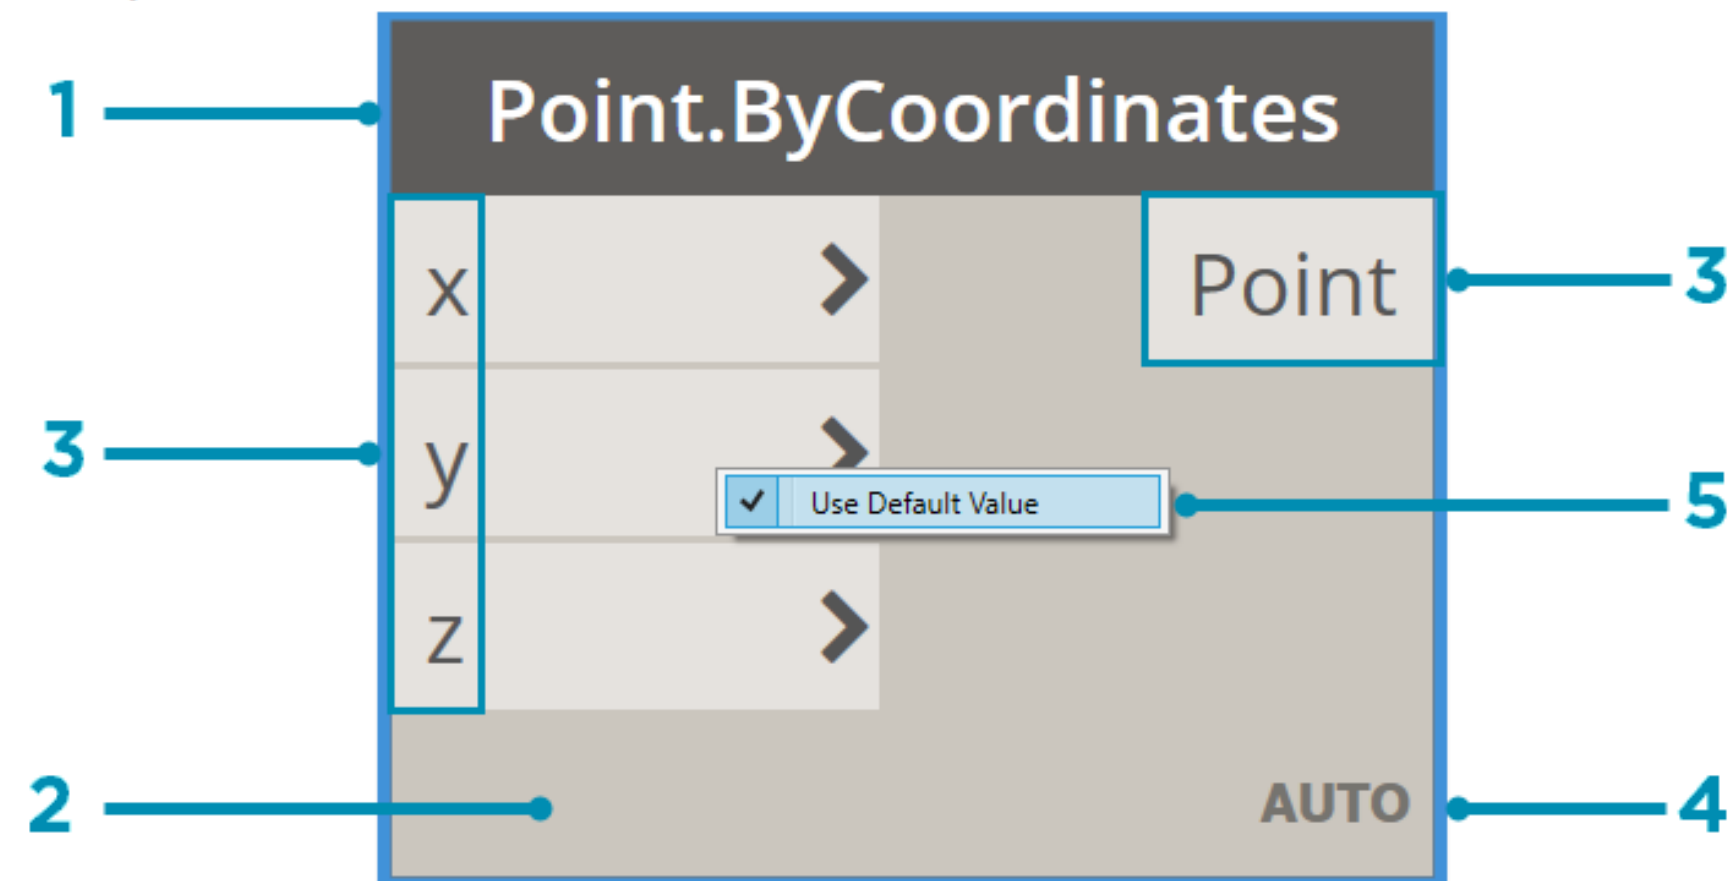 1
Point.ByCoordinates
x
Point
3
3
y
Use Default Value
5
z
2
AUTO
4